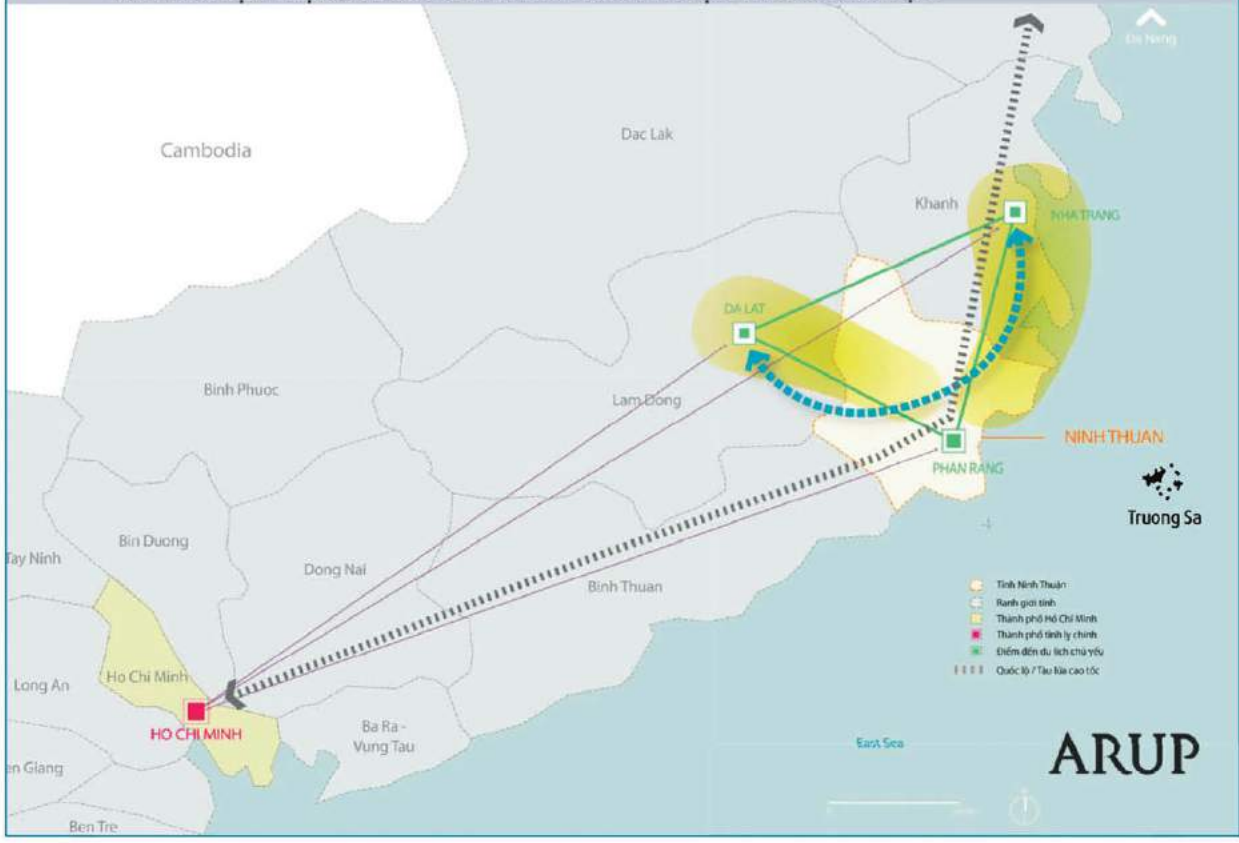 Da Nang
Cambodia
Dac Lak
Khanh
NHA TRANG
DA LAT
Binh Phuoc
Lam Dong
NINH THUAN
PHAN RANG
Truong Sa
Bin Duong
Tay Ninh
Dong Nai
Binh Thuan
Tỉnh Ninh Thuận
Ranh giới tỉnh
Thành phố Hồ Chí Minh
Thành phố tỉnh lỵ chính
Điểm đến du lịch chủ yếu
Quốc lộ / Tàu lửa cao tốc
Ho Chi Minh
Long An
HO CHI MINH
Ba Ra -
Vung Tau
East Sea
ARUP
en Giang
Ben Tre